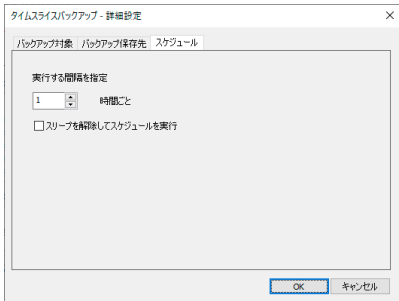 タイムスライスバックアップ - 詳細設定
バックアップ対象 バックアップ保存先 スケジュール
実行する間隔を指定
1 時間ごと
スリープを解除してスケジュールを実行
OK キャンセル